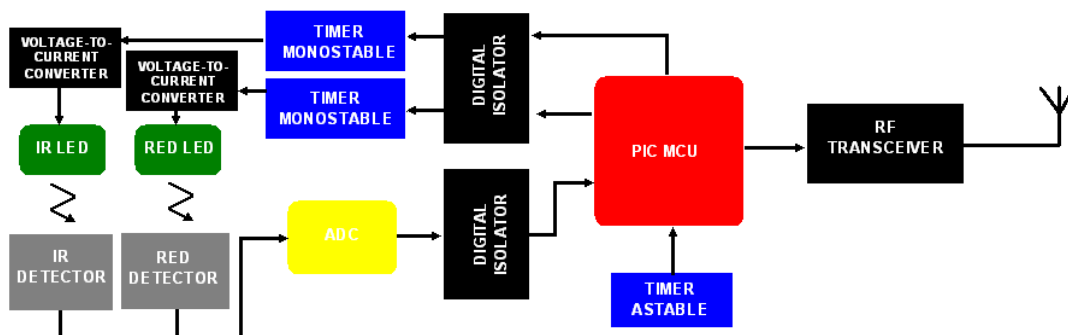 VOLTAGE-TO-
CURRENT
CONVERTER
VOLTAGE-TO-
CURRENT
CONVERTER
TIMER
MONOSTABLE
TIMER
MONOSTABLE
DIGITAL
ISOLATOR
PIC MCU
RF
TRANSCEIVER
IR LED
RED LED
IR
DETECTOR
RED
DETECTOR
ADC
DIGITAL
ISOLATOR
TIMER
ASTABLE